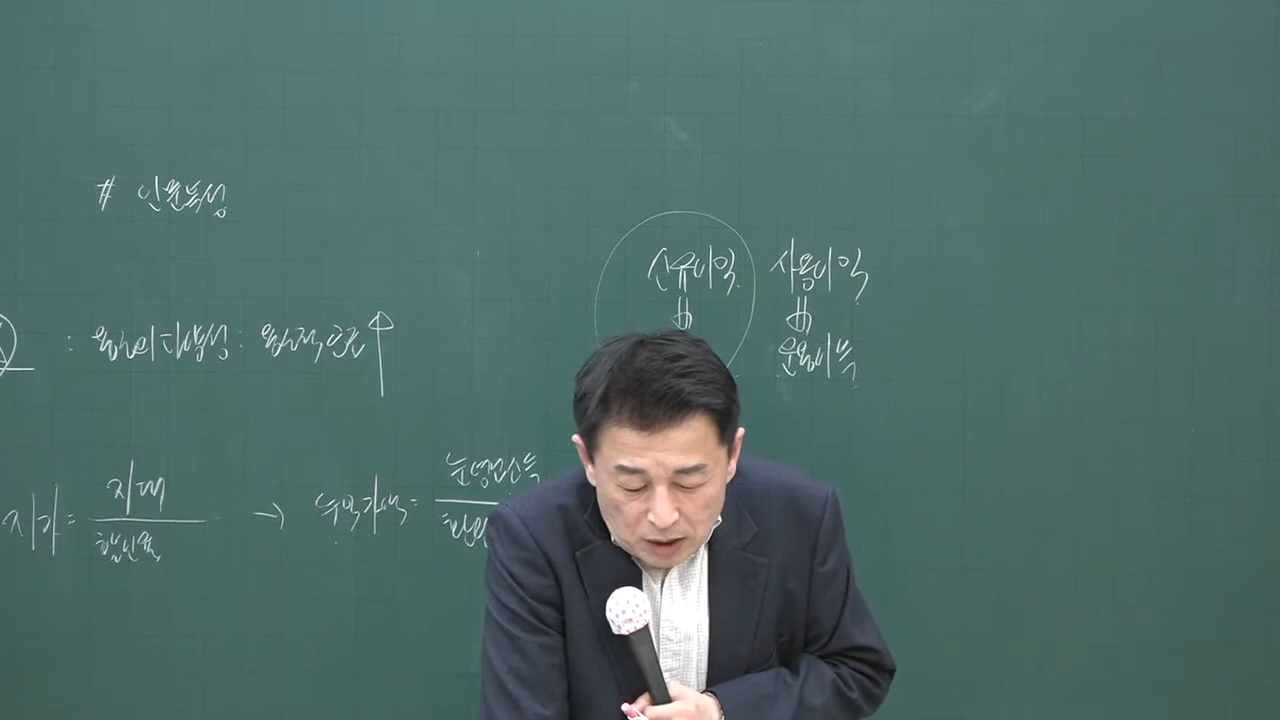 # 인문특성
: 용도의 다양성 : 용도적 공급 ↑
지가 = 지대 / 할인율 → 수익가액 = 순영업소득
소유이익 사용이익
⇓ ⇓
운용이득